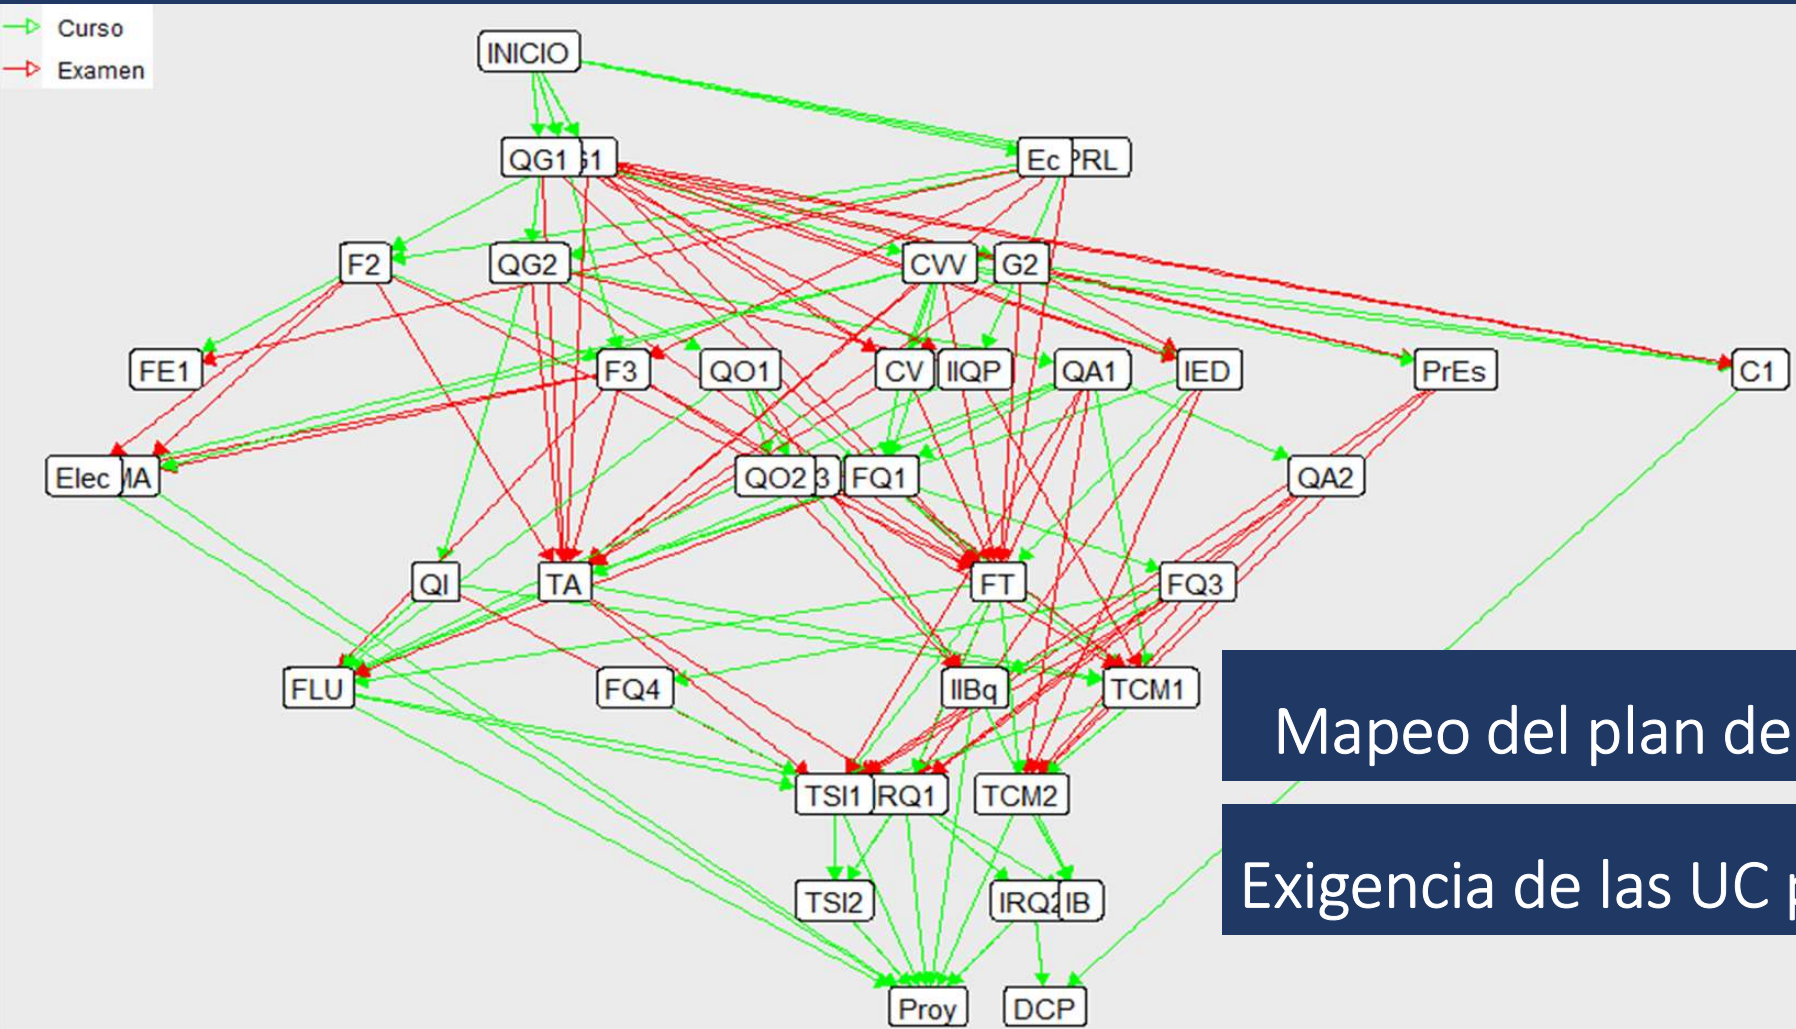 Curso
Examen
INICIO
QG1
Ec
F2
QG2
CVV
G2
FE1
F3
QO1
CV
IIQP
QA1
IED
PrEs
C1
Elec
QO2
FQ1
QA2
QI
TA
FT
FQ3
FLU
FQ4
IIBq
TCM1
Mapeo del plan de
TSI1
TCM2
TSI2
IB
Exigencia de las UC
Proy
DCP